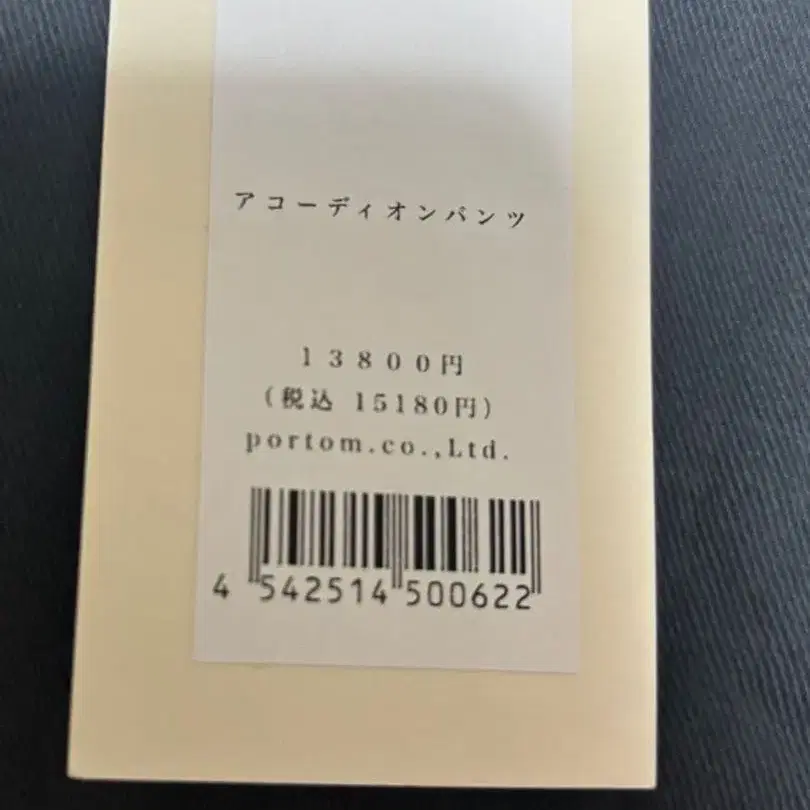 アコーディオンパンツ
13800円
(税込 15180円)
portom.co.,Ltd.
4 542514 500622